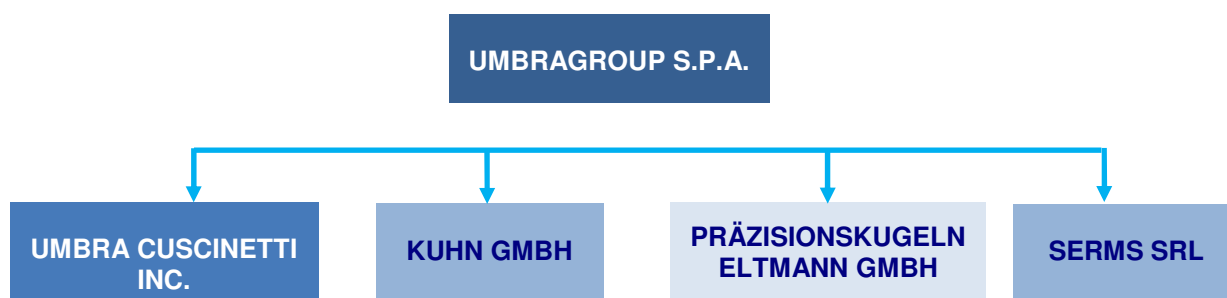 UMBRAGROUP S.P.A.
UMBRA CUSCINETTI
INC.
KUHN GMBH
PRÄZISIONSKUGELN
ELTMANN GMBH
SERMS SRL